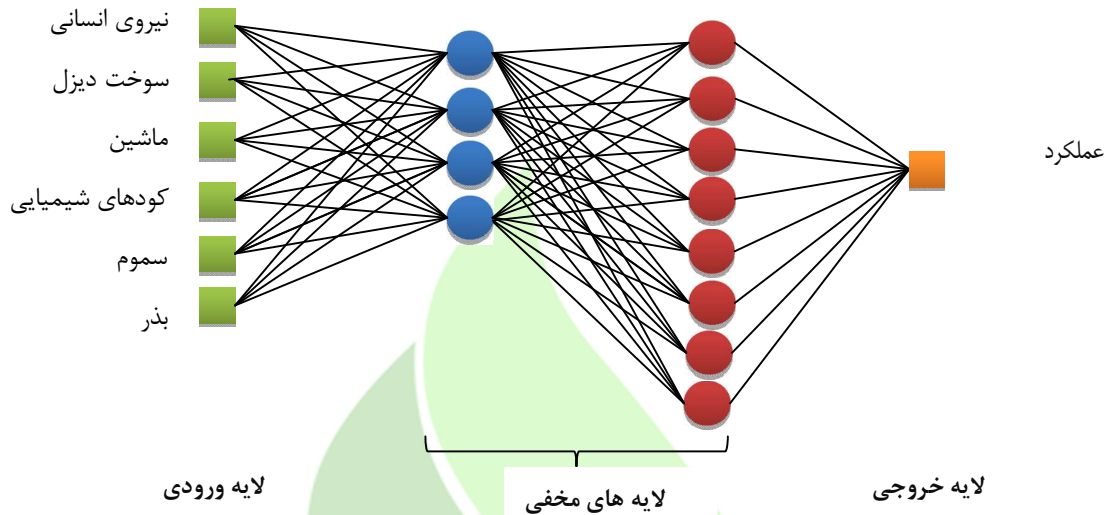 نیروی انسانی
سوخت دیزل
ماشین
کودهای شیمیایی
سموم
بذر
عملکرد
لایه ورودی
لایه های مخفی
لایه خروجی